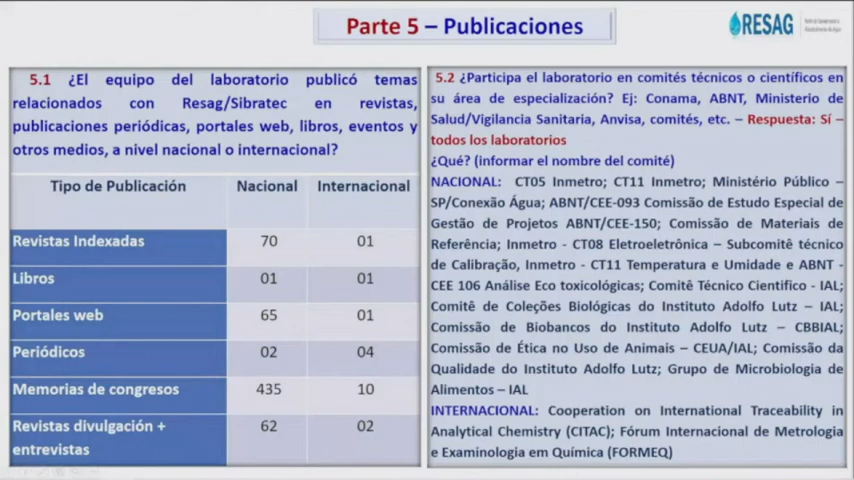 Parte 5 – Publicaciones
RESAG
5.1 ¿El equipo del laboratorio publicó temas
relacionados con Resag/Sibratec en revistas,
publicaciones periódicas, portales web, libros, eventos y
otros medios, a nivel nacional o internacional?
Tipo de Publicación Nacional Internacional
Revistas Indexadas 70 01
Libros 01 01
Portales web 65 01
Periódicos 02 04
Memorias de congresos 435 10
Revistas divulgación + 62 02
entrevistas
5.2 ¿Participa el laboratorio en comités técnicos o científicos en
su área de especialización? Ej: Conama, ABNT, Ministerio de
Salud/Vigilancia Sanitaria, Anvisa, comités, etc. – Respuesta: Sí –
todos los laboratorios
¿Qué? (informar el nombre del comité)
NACIONAL: CT05 Inmetro; CT11 Inmetro; Ministério Público –
SP/Conexão Água; ABNT/CEE-093 Comissão de Estudo Especial de
Gestão de Projetos ABNT/CEE-150; Comissão de Materais de
Referência; Inmetro - CT08 Eletroeletrônica – Subcomitê técnico
de Calibração, Inmetro - CT11 Temperatura e Umidade e ABNT -
CEE 106 Análise Eco toxicológicas; Comitê Técnico Cientifico - IAL;
Comitê de Coleções Biológicas do Instituto Adolfo Lutz – IAL;
Comissão de Biobancos do Instituto Adolfo Lutz – CBBIAL;
Comissão de Ética no Uso de Animais – CEUA/IAL; Comissão da
Qualidade do Instituto Adolfo Lutz; Grupo de Microbiologia de
Alimentos – IAL
INTERNACIONAL: Cooperation on International Traceability in
Analytical Chemistry (CITAC); Fórum Internacional de Metrologia
e Examinologia em Química (FORMEQ)